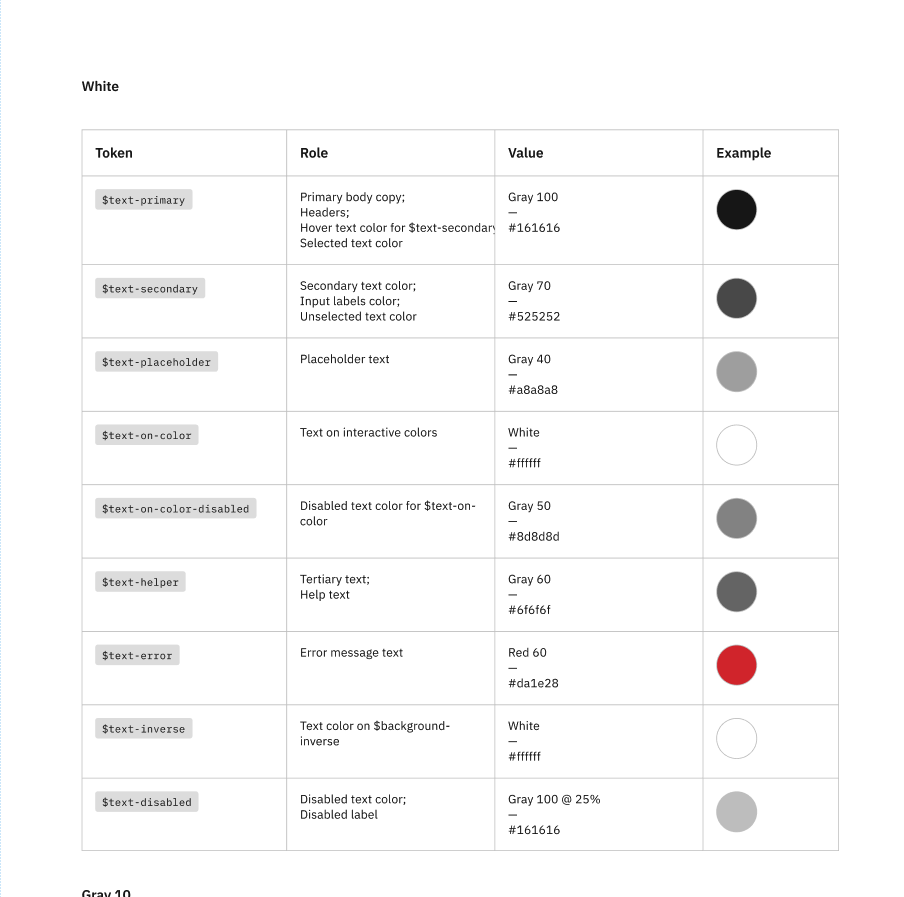 White
Token Role Value Example
$text-primary
Primary body copy;
Headers;
Hover text color for $text-secondary
Selected text color
Gray 100
—
#161616
$text-secondary
Secondary text color;
Input labels color;
Unselected text color
Gray 70
—
#525252
$text-placeholder
Placeholder text
Gray 40
—
#a8a8a8
$text-on-color
Text on interactive colors
White
—
#ffffff
$text-on-color-disabled
Disabled text color for $text-on-
color
Gray 50
—
#8d8d8d
$text-helper
Tertiary text;
Help text
Gray 60
—
#6f6f6f
$text-error
Error message text
Red 60
—
#da1e28
$text-inverse
Text color on $background-
inverse
White
—
#ffffff
$text-disabled
Disabled text color;
Disabled label
Gray 100 @ 25%
—
#161616
Gray 10